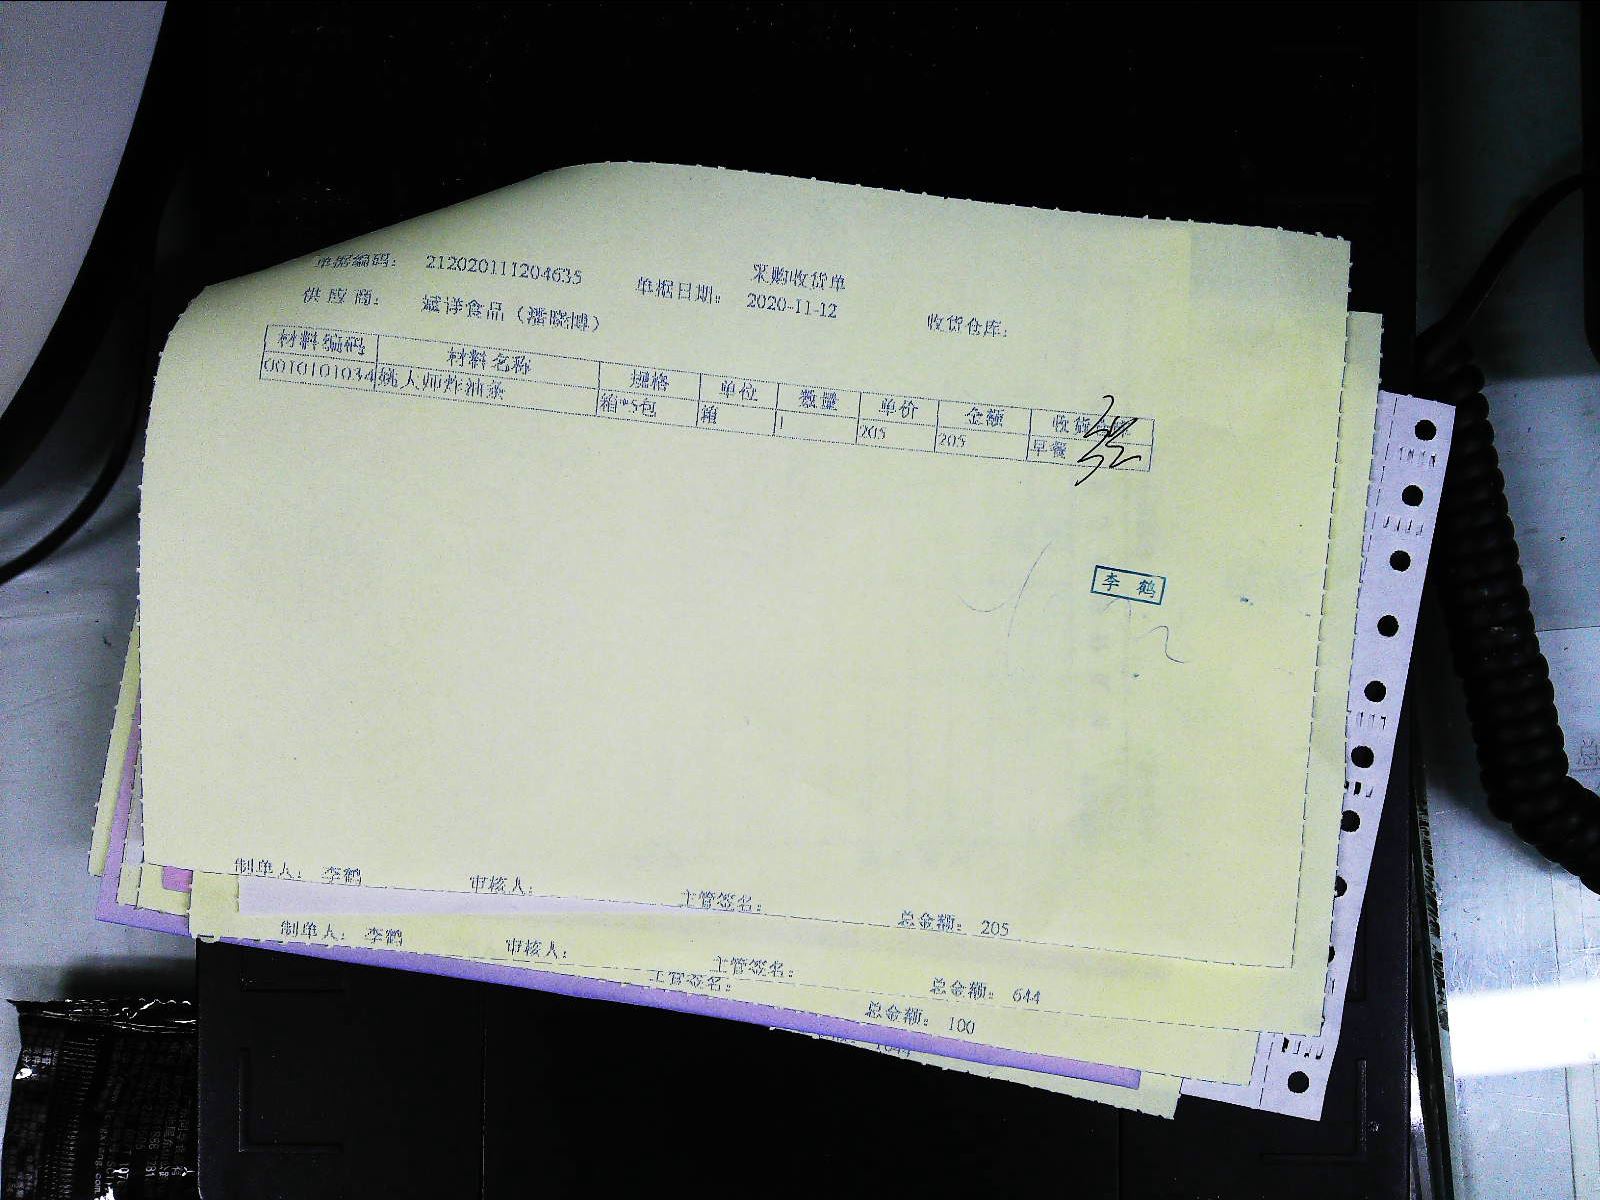 采购收货单
单据编码： 212020111204635 单据日期： 2020-11-12 收货仓库：
供 应 商： 诚洋食品（潘晓博）
材料编码 材料名称 规格 单位 数量 单价 金额 收货
0010101034 姚人师炸油条 箱*5包 箱 1 205 205 早餐
李 鹤
制单人： 李鹤 审核人： 主管签名： 总金额： 205
制单人： 李鹤 审核人： 主管签名： 总金额： 644
主管签名： 总金额： 100
1044